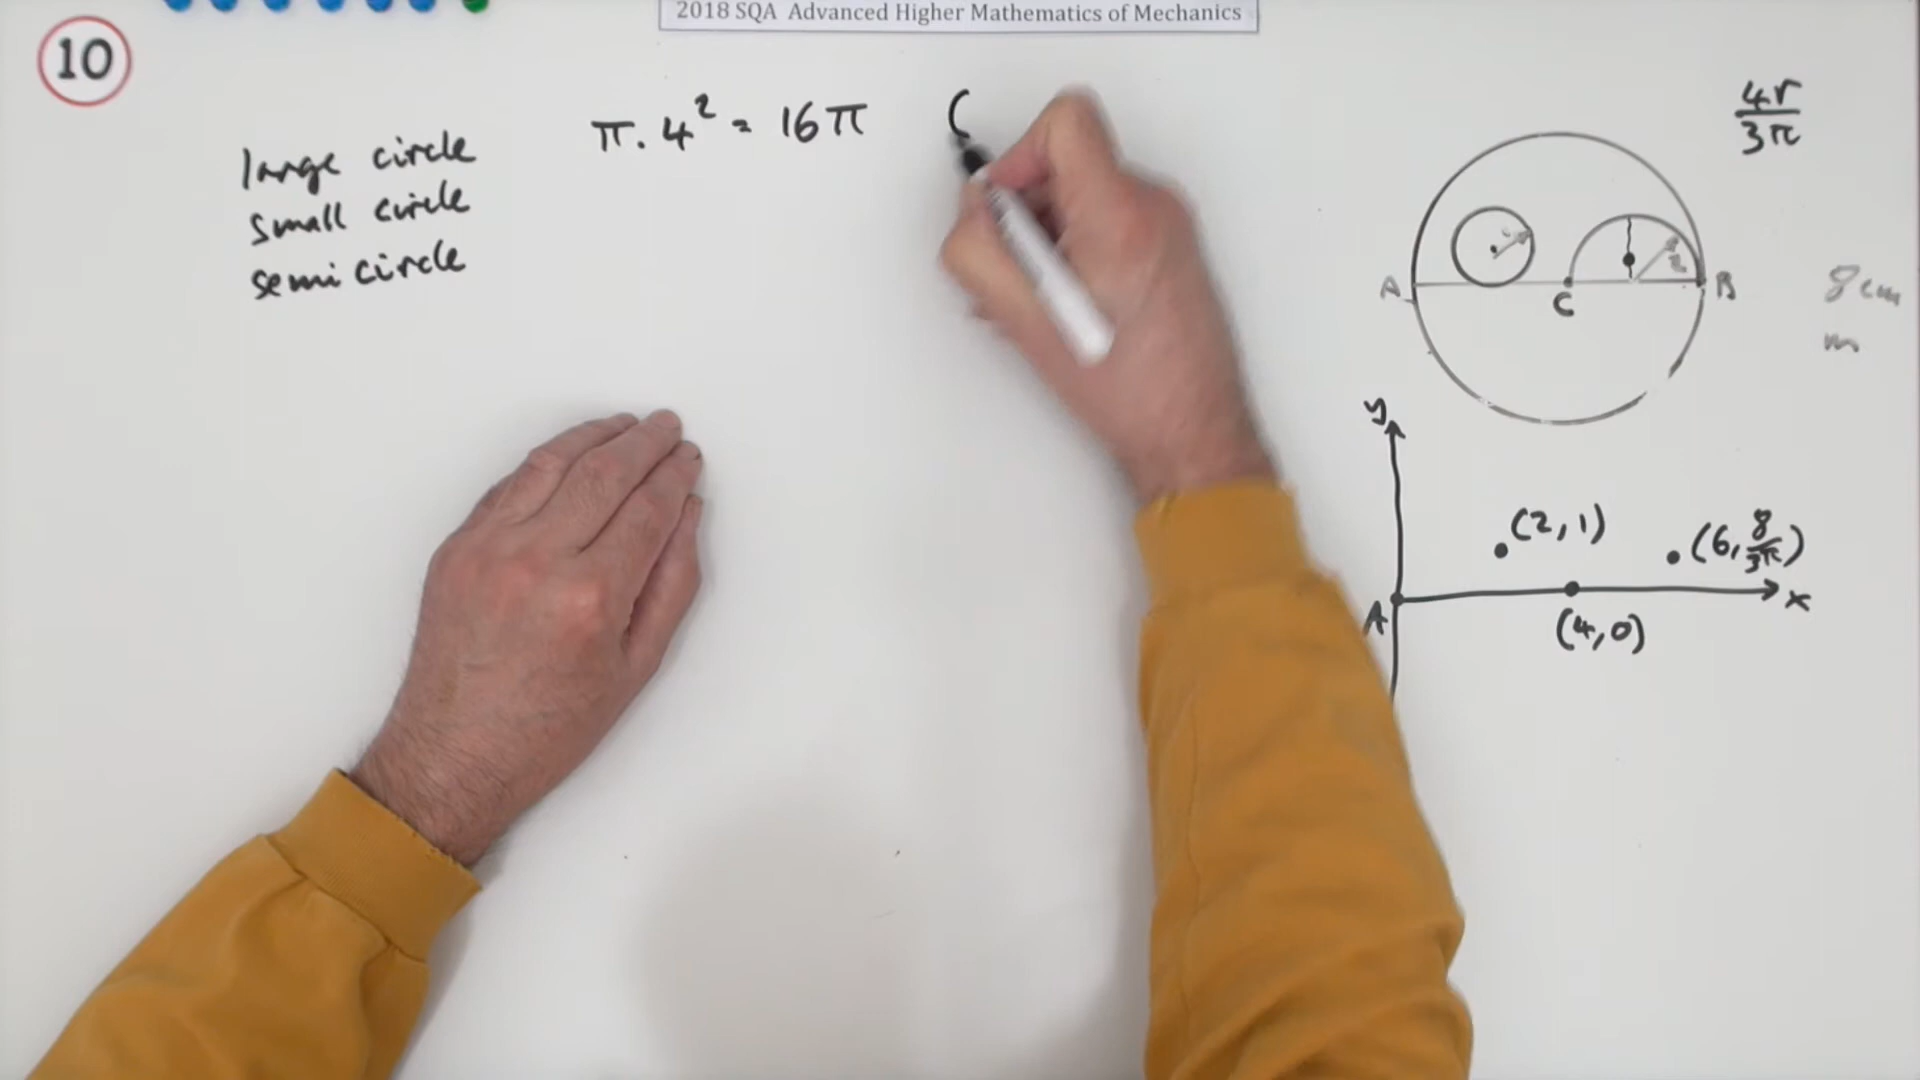 2018 SQA Advanced Higher Mathematics of Mechanics
10
large circle
small circle
semi circle
π . 4² = 16π (
4r/3π
A
C
B
2
8cm
m
y
(2, 1)
(6, 8/3π)
A
x
(4, 0)